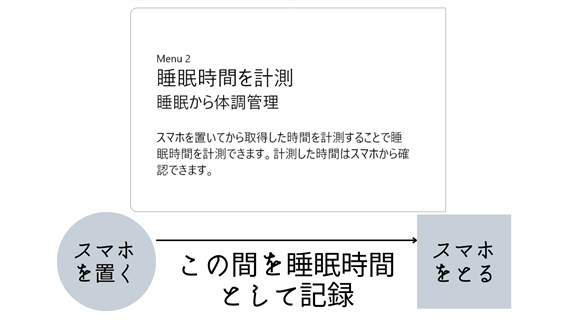 Menu 2
睡眠時間を計測
睡眠から体調管理
スマホを置いてから取得した時間を計測することで睡
眠時間を計測できます。計測した時間はスマホから確
認できます。
スマホ
を置く
この間を睡眠時間
として記録
スマホ
をとる